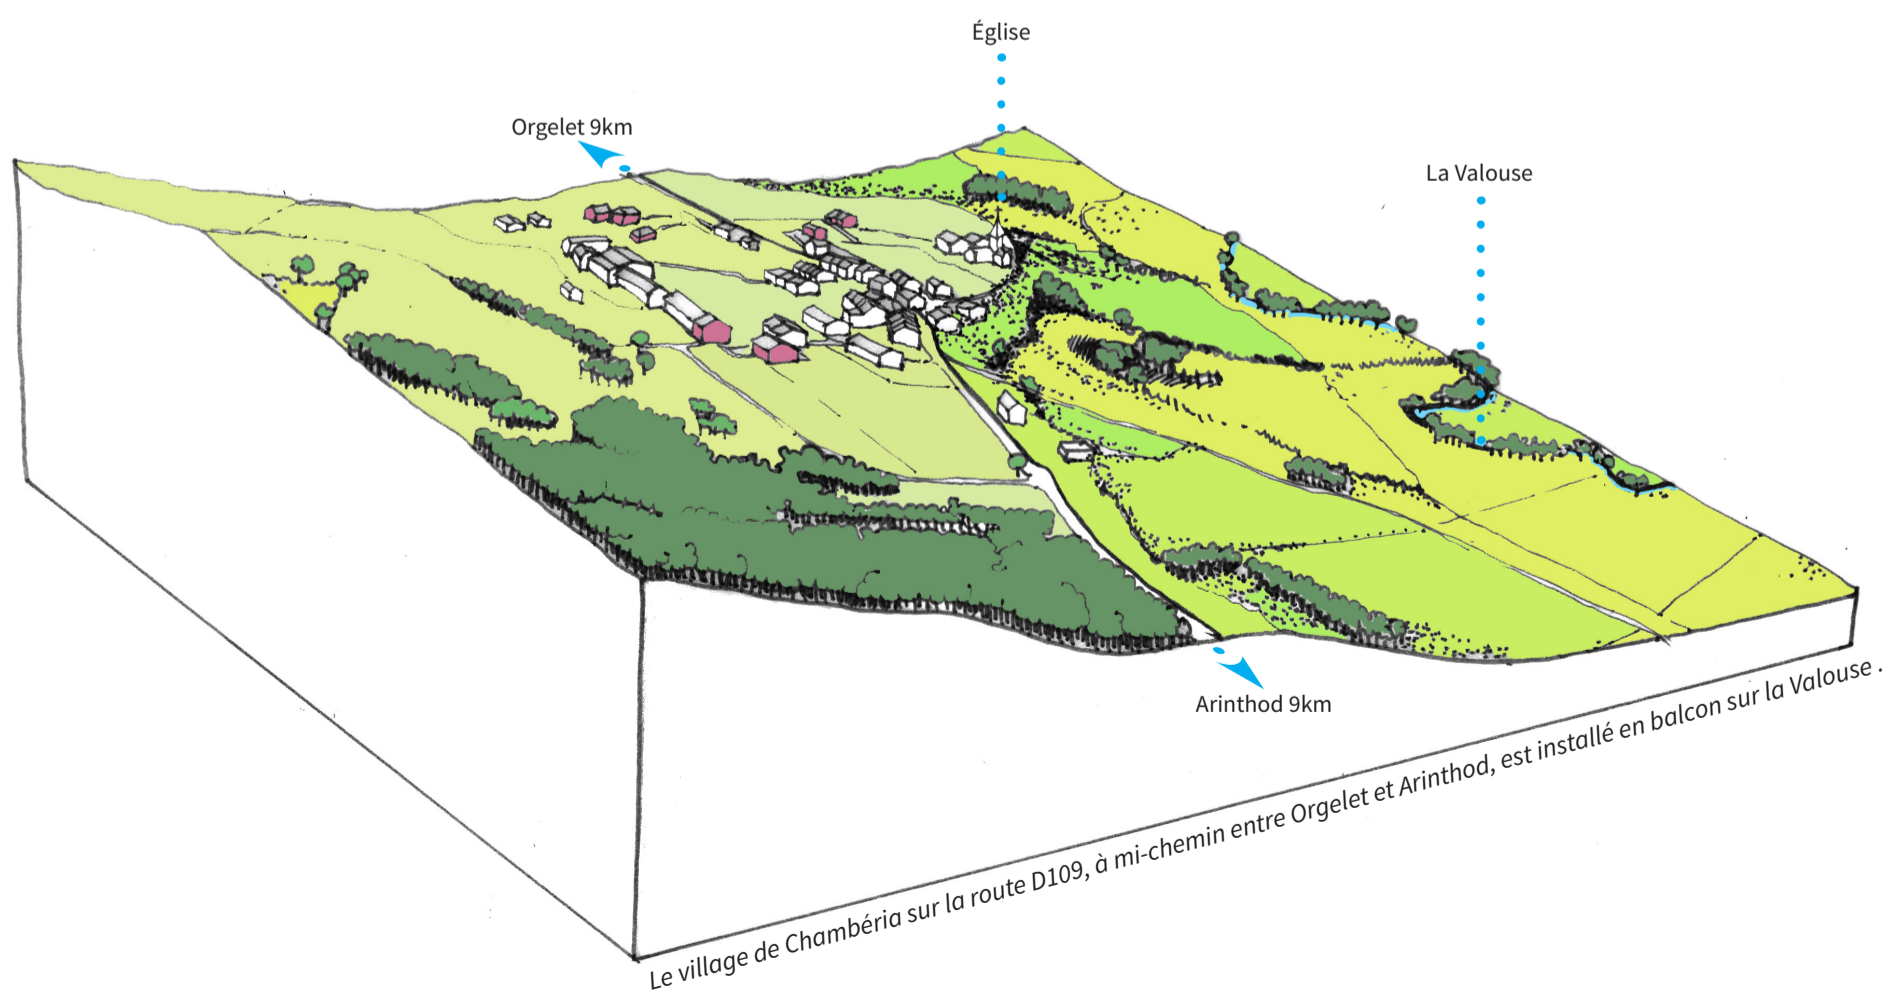 Église
Orgelet 9km
La Valouse
Arinthod 9km
Le village de Chambéria sur la route D109, à mi-chemin entre Orgelet et Arinthod, est installé en balcon sur la Valouse .